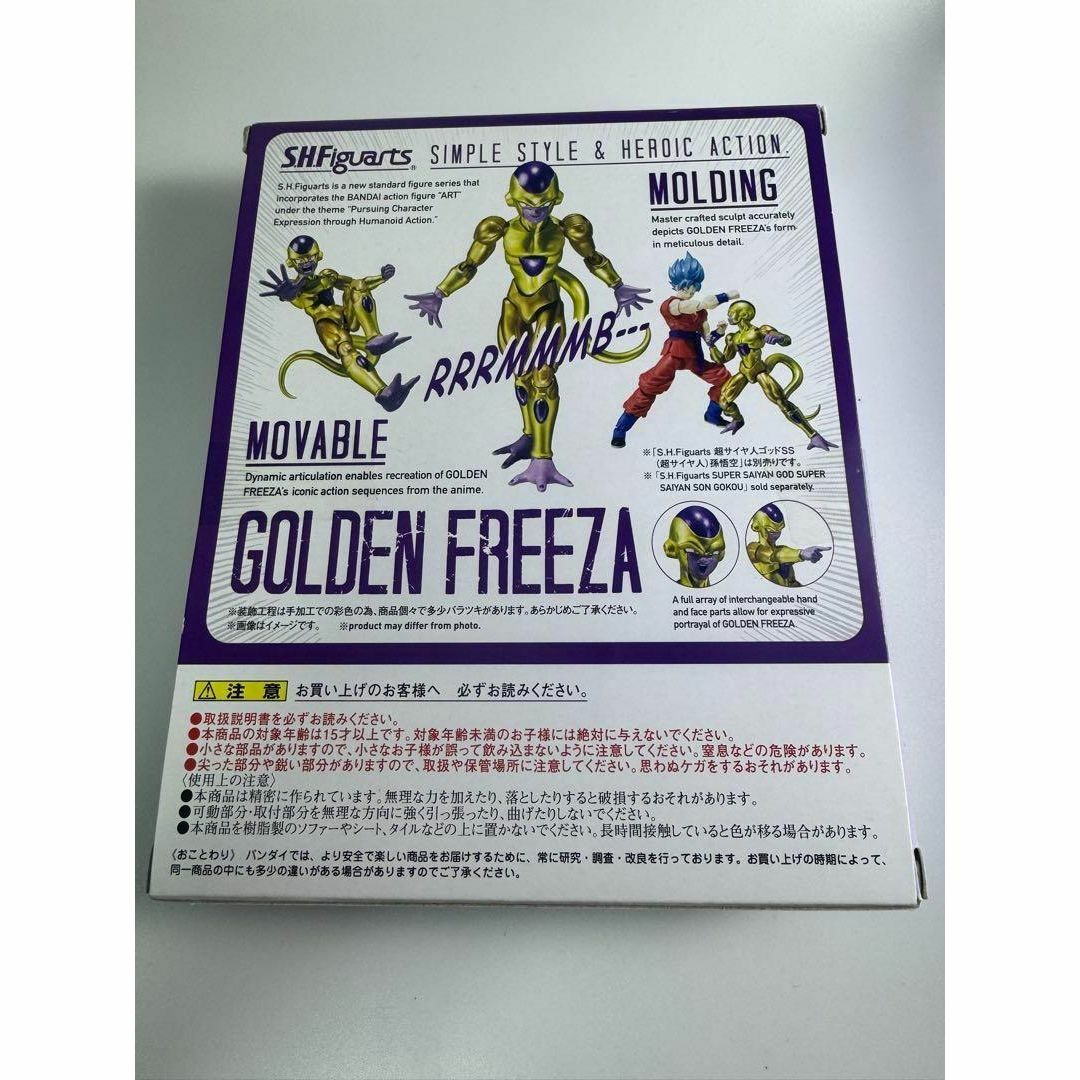 S.H.Figuarts® SIMPLE STYLE & HEROIC ACTION.
S.H.Figuarts is a new standard figure series that
incorporates the BANDAI action figure "ART"
under the theme "Pursuing Character
Expression through Humanoid Action."
MOLDING
Master crafted sculpt accurately
depicts GOLDEN FREEZA's form
in meticulous detail.
RRRMMMB---
MOVABLE
Dynamic articulation enables recreation of GOLDEN
FREEZA's iconic action sequences from the anime.
※「S.H.Figuarts 超サイヤ人ゴッドSS
(超サイヤ人)孫悟空」は別売りです。
※「S.H.Figuarts SUPER SAIYAN GOD SUPER
SAIYAN SON GOKOU」sold separately.
GOLDEN FREEZA
A full array of interchangeable hand
and face parts allow for expressive
portrayal of GOLDEN FREEZA.
※装飾工程は手加工での彩色の為、商品個々で多少バラツキがあります。あらかじめご了承ください。
※画像はイメージです。 ※product may differ from photo.
⚠注意 お買い上げのお客様へ 必ずお読みください。
●取扱説明書を必ずお読みください。
●本商品の対象年齢は15才以上です。対象年齢未満のお子様には絶対に与えないでください。
●小さな部品がありますので、小さなお子様が誤って飲み込まないように注意してください。窒息などの危険があります。
●尖った部分や鋭い部分がありますので、取扱や保管場所に注意してください。思わぬケガをするおそれがあります。
〈使用上の注意〉
●本商品は精密に作られています。無理な力を加えたり、落としたりすると破損するおそれがあります。
●可動部分・取付部分を無理な方向に強く引っ張ったり、曲げたりしないでください。
●本商品を樹脂製のソファーやシート、タイルなどの上に置かないでください。長時間接触していると色が移る場合があります。
〈おことわり〉 バンダイでは、より安全で楽しい商品をお届けするために、常に研究・調査・改良を行っております。お買い上げの時期によって、
同一商品の中にも多少の違いがある場合がありますのでご了承ください。